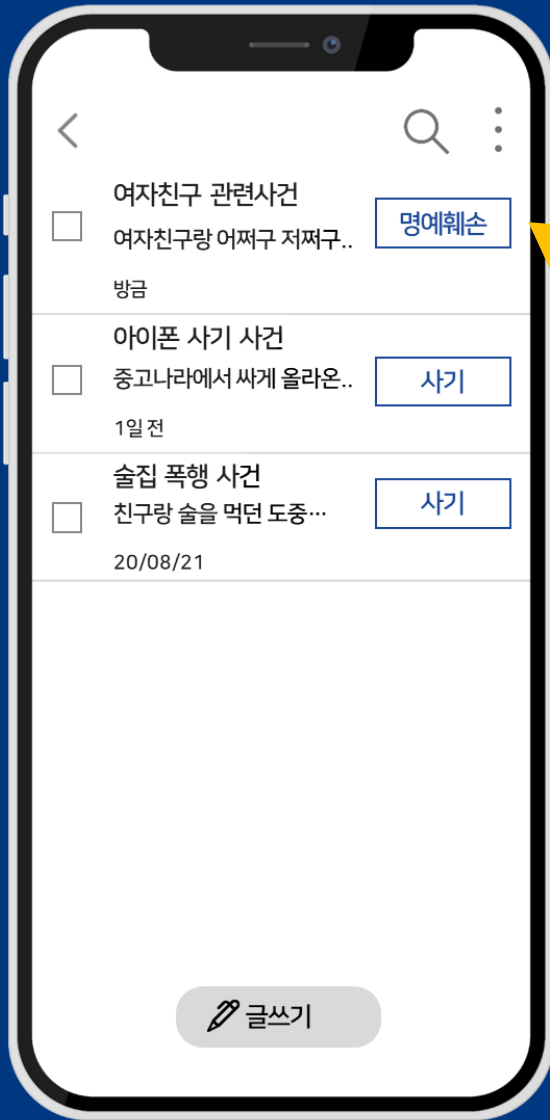 여자친구 관련사건
여자친구랑 어쩌구 저쩌구..
명예훼손
방금
아이폰 사기 사건
중고나라에서 싸게 올라온..
사기
1일 전
술집 폭행 사건
친구랑 술을 먹던 도중…
사기
20/08/21
글쓰기